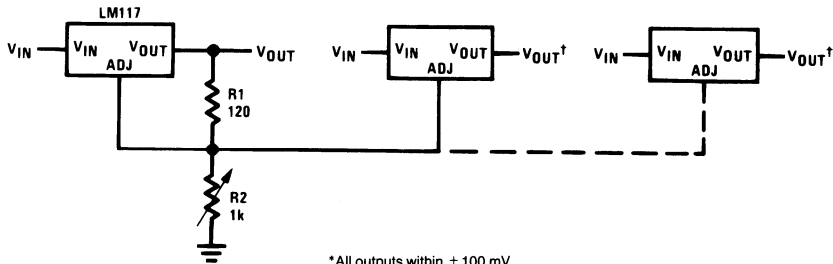 LM117
VIN VIN VOUT VOUT
ADJ
R1
120
R2
1k
VIN VIN VOUT VOUT†
ADJ
VIN VIN VOUT VOUT†
ADJ
*All outputs within ± 100 mV